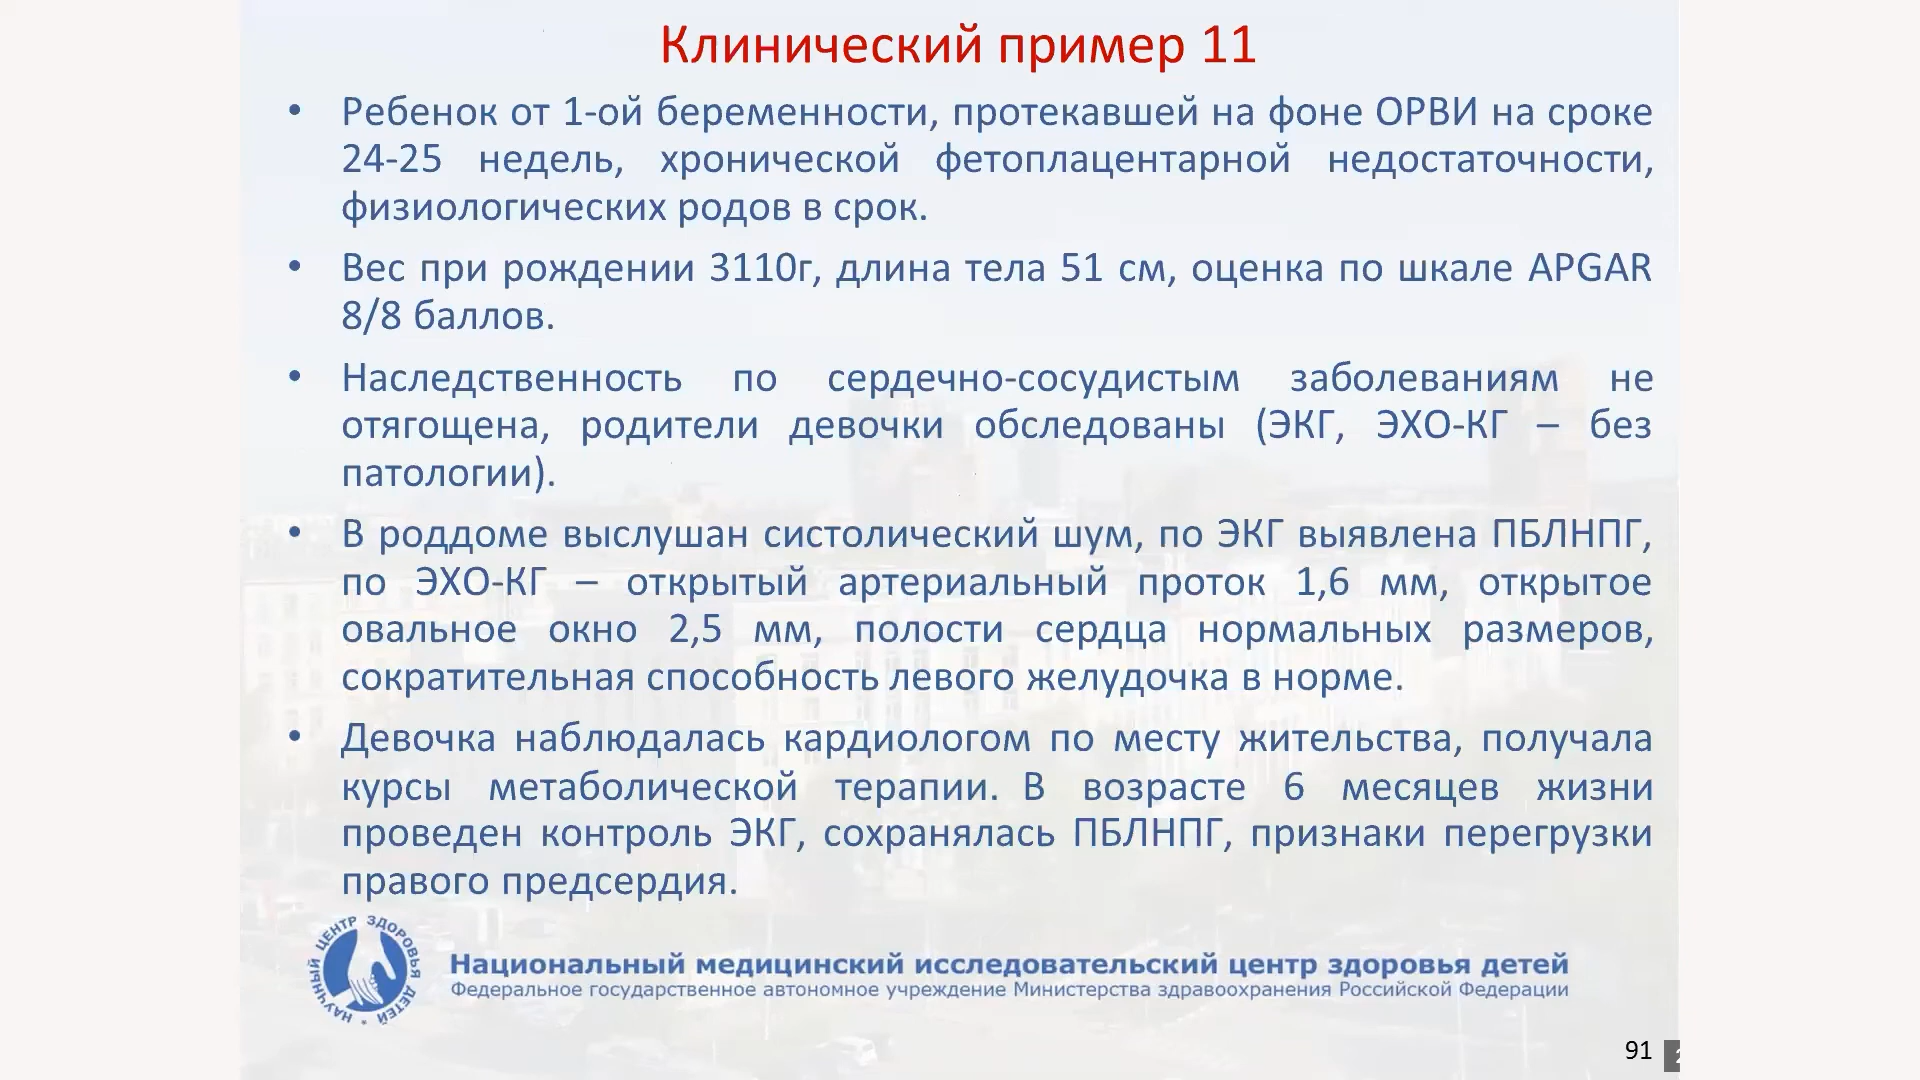 Клинический пример 11
• Ребенок от 1-ой беременности, протекавшей на фоне ОРВИ на сроке
24-25 недель, хронической фетоплацентарной недостаточности,
физиологических родов в срок.
• Вес при рождении 3110г, длина тела 51 см, оценка по шкале APGAR
8/8 баллов.
• Наследственность по сердечно-сосудистым заболеваниям не
отягощена, родители девочки обследованы (ЭКГ, ЭХО-КГ – без
патологии).
• В роддоме выслушан систолический шум, по ЭКГ выявлена ПБЛНПГ,
по ЭХО-КГ – открытый артериальный проток 1,6 мм, открытое
овальное окно 2,5 мм, полости сердца нормальных размеров,
сократительная способность левого желудочка в норме.
• Девочка наблюдалась кардиологом по месту жительства, получала
курсы метаболической терапии. В возрасте 6 месяцев жизни
проведен контроль ЭКГ, сохранялась ПБЛНПГ, признаки перегрузки
правого предсердия.
НАУЧНЫЙ ЦЕНТР ЗДОРОВЬЯ ДЕТЕЙ
Национальный медицинский исследовательский центр здоровья детей
Федеральное государственное автономное учреждение Министерства здравоохранения Российской Федерации
91